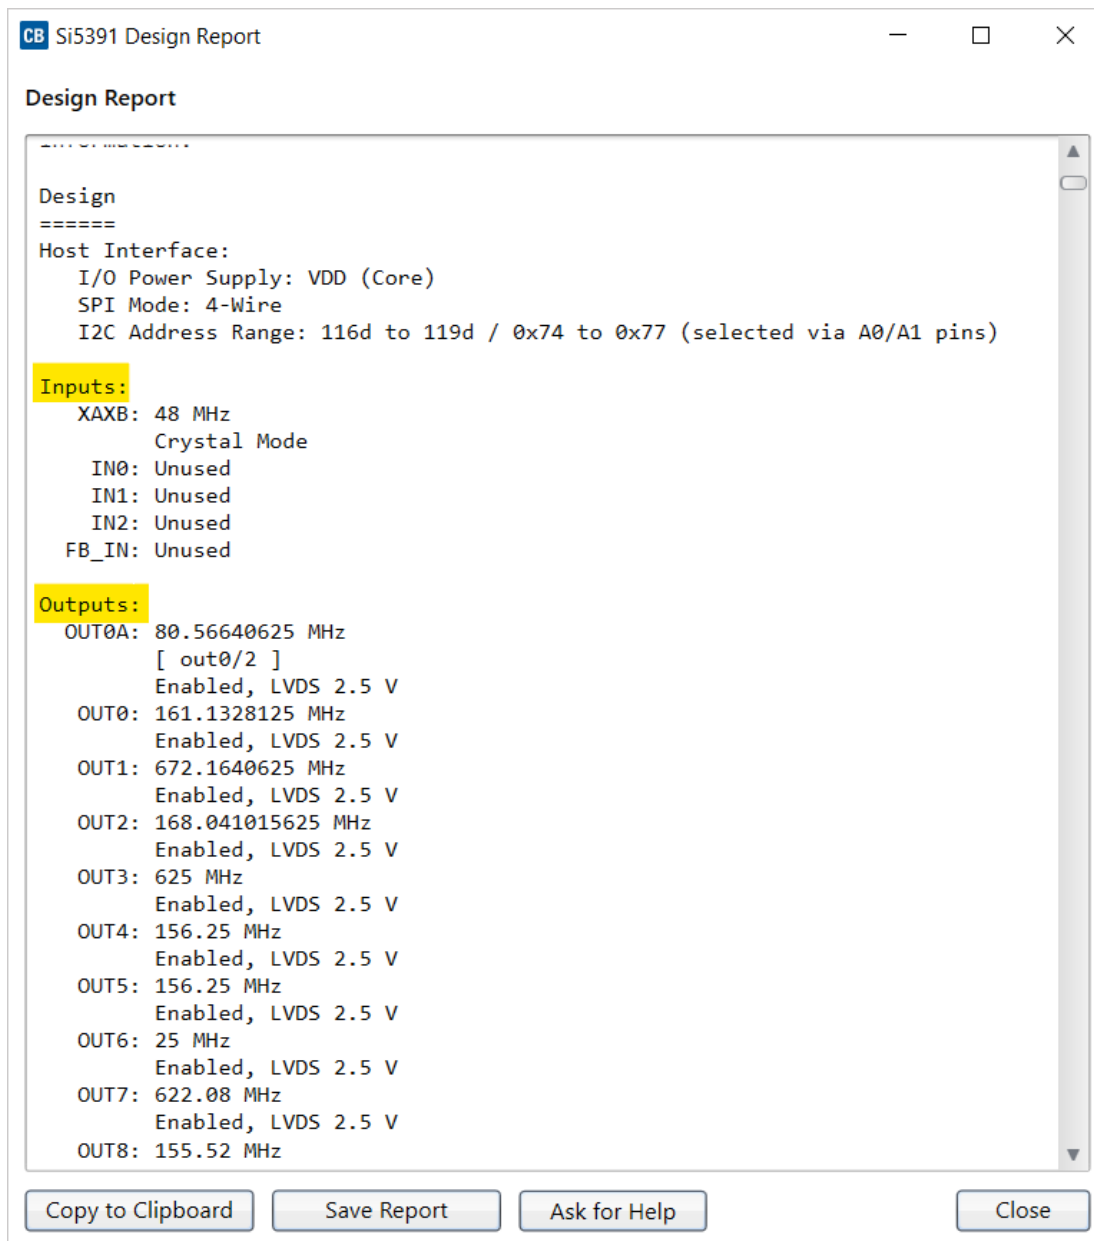 CB Si5391 Design Report
Design Report
Design
======
Host Interface:
I/O Power Supply: VDD (Core)
SPI Mode: 4-Wire
I2C Address Range: 116d to 119d / 0x74 to 0x77 (selected via A0/A1 pins)
Inputs:
XAXB: 48 MHz
Crystal Mode
IN0: Unused
IN1: Unused
IN2: Unused
FB_IN: Unused
Outputs:
OUT0A: 80.56640625 MHz
[ out0/2 ]
Enabled, LVDS 2.5 V
OUT0: 161.1328125 MHz
Enabled, LVDS 2.5 V
OUT1: 672.1640625 MHz
Enabled, LVDS 2.5 V
OUT2: 168.041015625 MHz
Enabled, LVDS 2.5 V
OUT3: 625 MHz
Enabled, LVDS 2.5 V
OUT4: 156.25 MHz
Enabled, LVDS 2.5 V
OUT5: 156.25 MHz
Enabled, LVDS 2.5 V
OUT6: 25 MHz
Enabled, LVDS 2.5 V
OUT7: 622.08 MHz
Enabled, LVDS 2.5 V
OUT8: 155.52 MHz
Copy to Clipboard Save Report Ask for Help Close